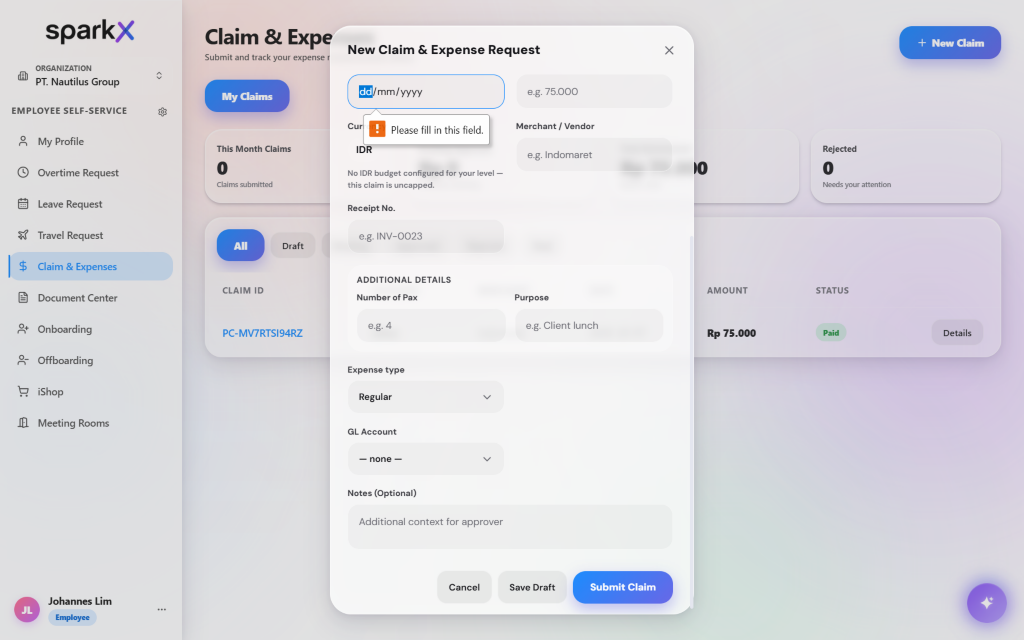 sparkX
ORGANIZATION
PT. Nautilus Group
EMPLOYEE SELF-SERVICE
My Profile
Overtime Request
Leave Request
Travel Request
Claim & Expenses
Document Center
Onboarding
Offboarding
iShop
Meeting Rooms
JL
Johannes Lim
Employee
Claim & Expe
Submit and track your expense r
+ New Claim
My Claims
This Month Claims
0
Claims submitted
Rejected
0
Needs your attention
All
Draft
CLAIM ID
AMOUNT
STATUS
PC-MV7RTSI94RZ
Rp 75.000
Paid
Details
New Claim & Expense Request
dd/mm/yyyy
e.g. 75.000
Please fill in this field.
Cur
IDR
Merchant / Vendor
e.g. Indomaret
No IDR budget configured for your level —
this claim is uncapped.
Receipt No.
e.g. INV-0023
ADDITIONAL DETAILS
Number of Pax
Purpose
e.g. 4
e.g. Client lunch
Expense type
Regular
GL Account
— none —
Notes (Optional)
Additional context for approver
Cancel
Save Draft
Submit Claim